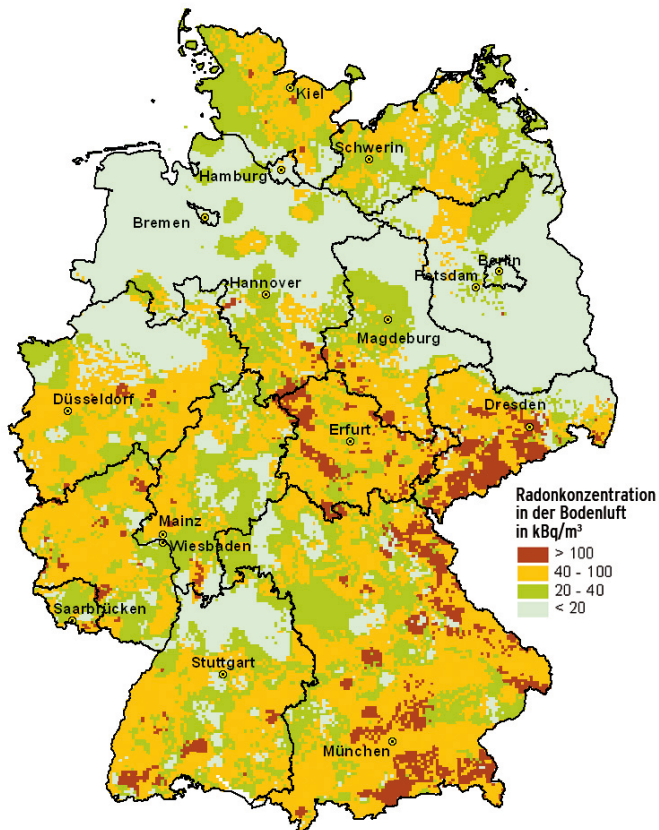 Kiel
Schwerin
Hamburg
Bremen
Berlin
Potsdam
Hannover
Magdeburg
Düsseldorf
Dresden
Erfurt
Mainz
Wiesbaden
Saarbrücken
Stuttgart
München
Radonkonzentration
in der Bodenluft
in kBq/m³
> 100
40 - 100
20 - 40
< 20